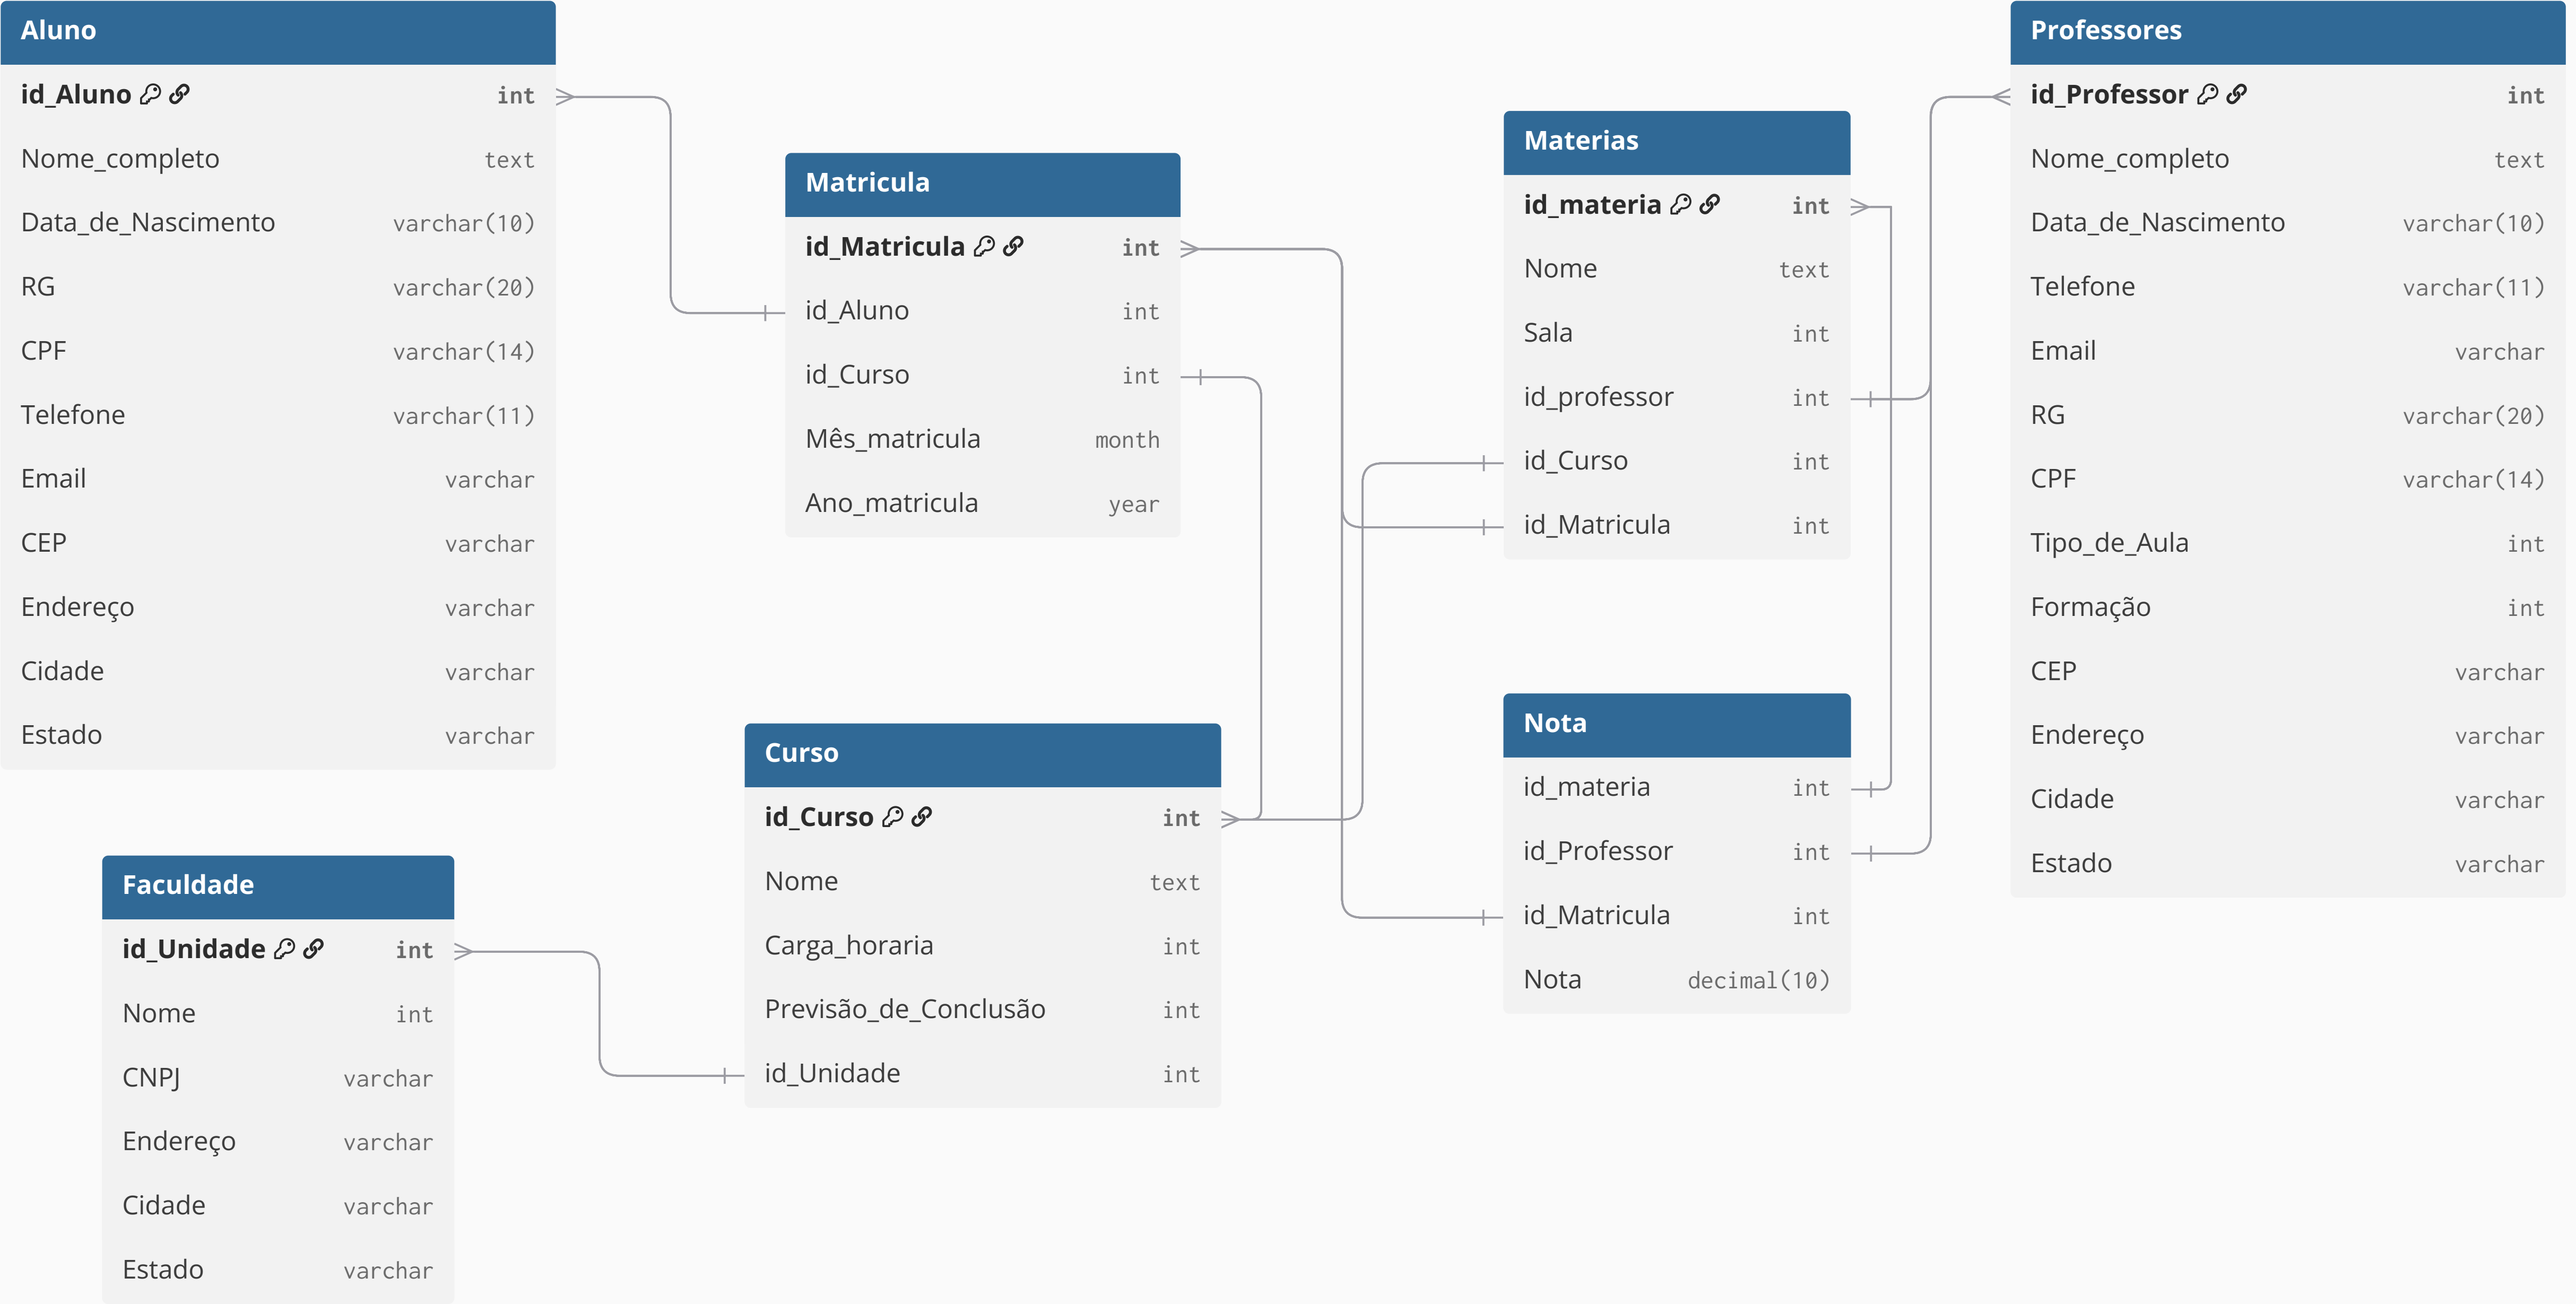 Aluno
id_Aluno int
Nome_completo text
Data_de_Nascimento varchar(10)
RG varchar(20)
CPF varchar(14)
Telefone varchar(11)
Email varchar
CEP varchar
Endereço varchar
Cidade varchar
Estado varchar
Matricula
id_Matricula int
id_Aluno int
id_Curso int
Mês_matricula month
Ano_matricula year
Materias
id_materia int
Nome text
Sala int
id_professor int
id_Curso int
id_Matricula int
Professores
id_Professor int
Nome_completo text
Data_de_Nascimento varchar(10)
Telefone varchar(11)
Email varchar
RG varchar(20)
CPF varchar(14)
Tipo_de_Aula int
Formação int
CEP varchar
Endereço varchar
Cidade varchar
Estado varchar
Faculdade
id_Unidade int
Nome int
CNPJ varchar
Endereço varchar
Cidade varchar
Estado varchar
Curso
id_Curso int
Nome text
Carga_horaria int
Previsão_de_Conclusão int
id_Unidade int
Nota
id_materia int
id_Professor int
id_Matricula int
Nota decimal(10)